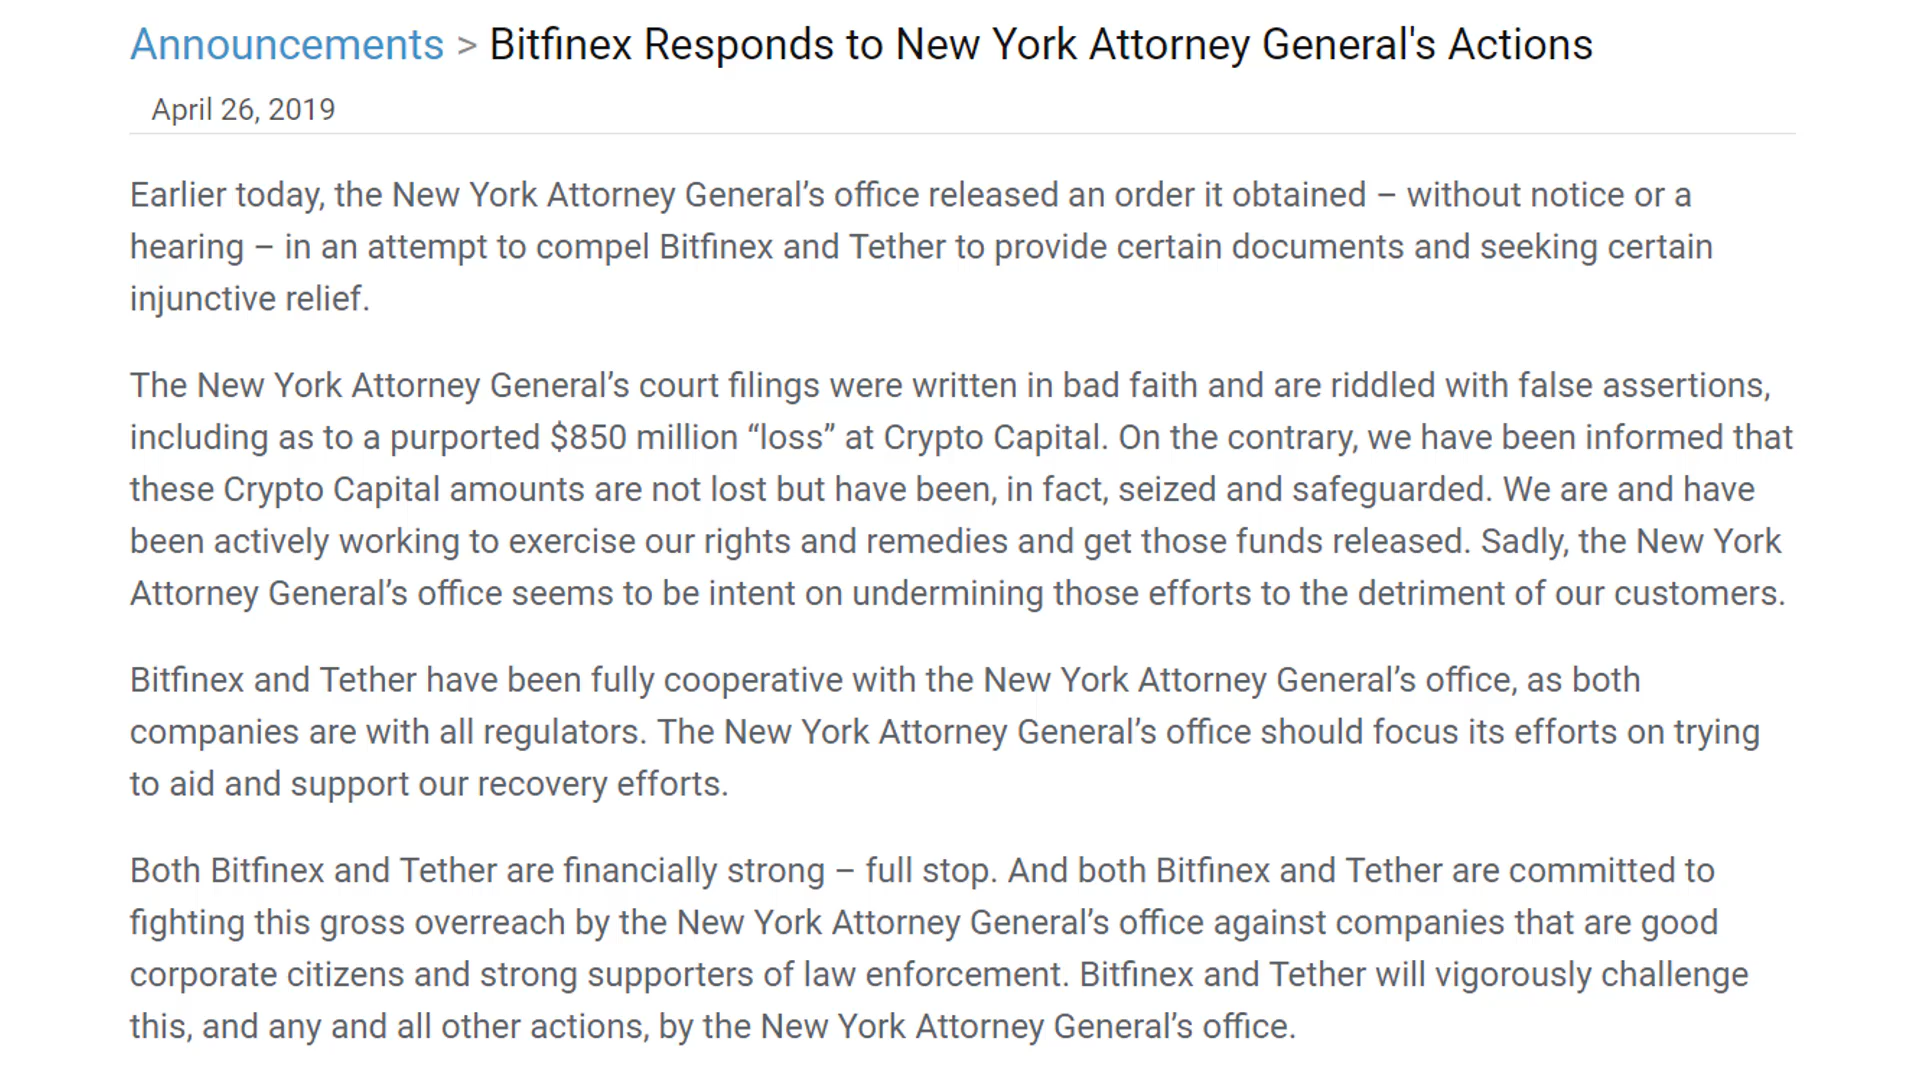 Announcements > Bitfinex Responds to New York Attorney General's Actions
April 26, 2019
Earlier today, the New York Attorney General’s office released an order it obtained – without notice or a
hearing – in an attempt to compel Bitfinex and Tether to provide certain documents and seeking certain
injunctive relief.
The New York Attorney General’s court filings were written in bad faith and are riddled with false assertions,
including as to a purported $850 million “loss” at Crypto Capital. On the contrary, we have been informed that
these Crypto Capital amounts are not lost but have been, in fact, seized and safeguarded. We are and have
been actively working to exercise our rights and remedies and get those funds released. Sadly, the New York
Attorney General’s office seems to be intent on undermining those efforts to the detriment of our customers.
Bitfinex and Tether have been fully cooperative with the New York Attorney General’s office, as both
companies are with all regulators. The New York Attorney General’s office should focus its efforts on trying
to aid and support our recovery efforts.
Both Bitfinex and Tether are financially strong – full stop. And both Bitfinex and Tether are committed to
fighting this gross overreach by the New York Attorney General’s office against companies that are good
corporate citizens and strong supporters of law enforcement. Bitfinex and Tether will vigorously challenge
this, and any and all other actions, by the New York Attorney General’s office.